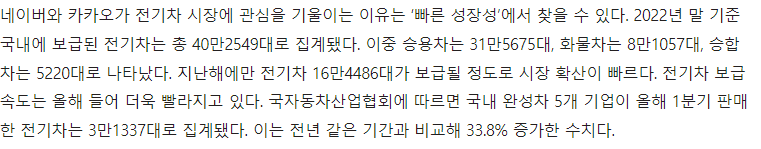 네이버와 카카오가 전기차 시장에 관심을 기울이는 이유는 ‘빠른 성장성’에서 찾을 수 있다. 2022년 말 기준
국내에 보급된 전기차는 총 40만2549대로 집계됐다. 이중 승용차는 31만5675대, 화물차는 8만1057대, 승합
차는 5220대로 나타났다. 지난해에만 전기차 16만4486대가 보급될 정도로 시장 확산이 빠르다. 전기차 보급
속도는 올해 들어 더욱 빨라지고 있다. 국자동차산업협회에 따르면 국내 완성차 5개 기업이 올해 1분기 판매
한 전기차는 3만1337대로 집계됐다. 이는 전년 같은 기간과 비교해 33.8% 증가한 수치다.